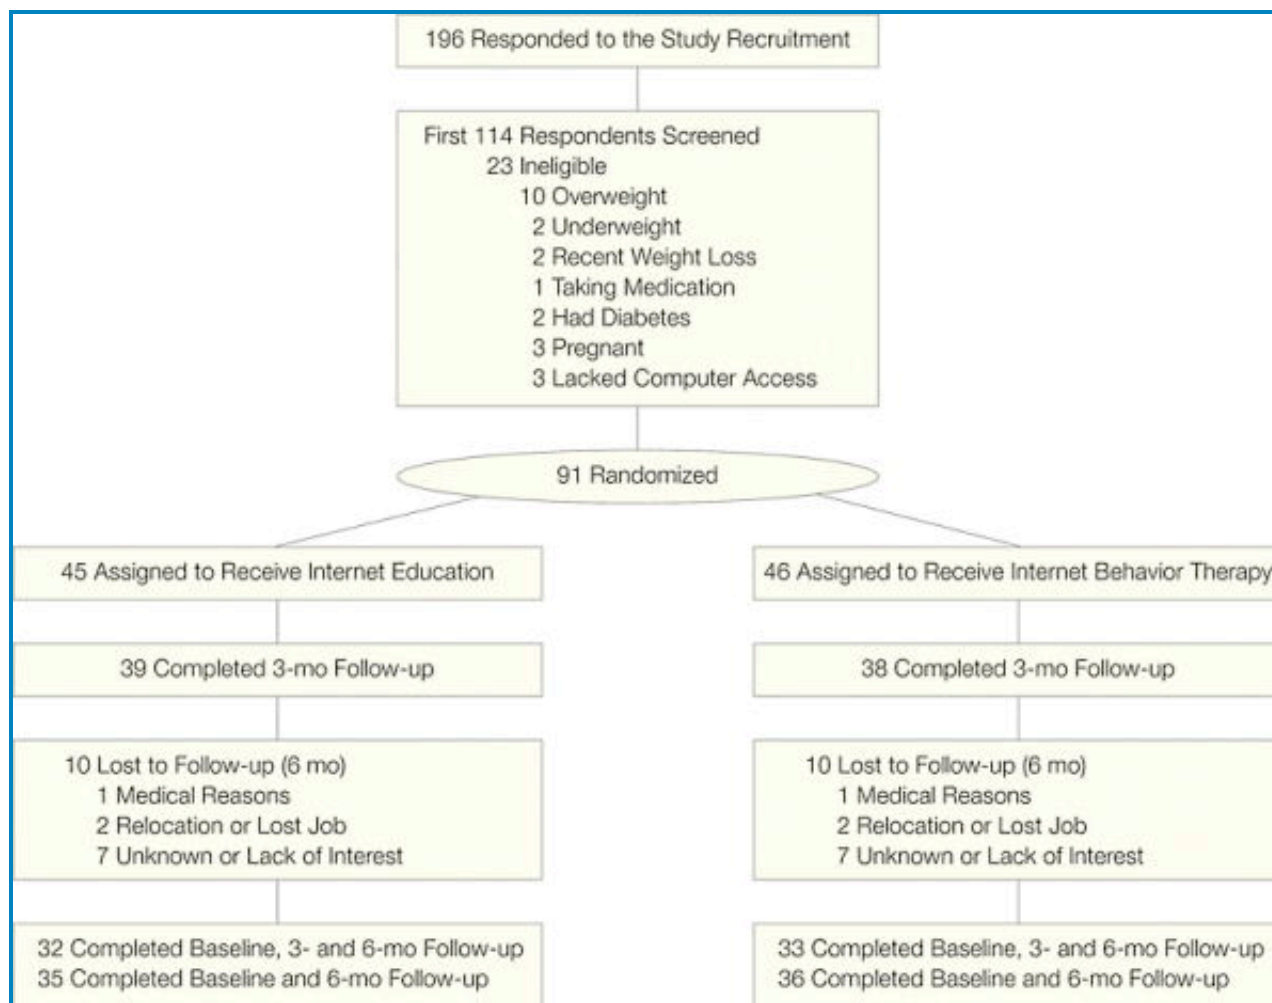 196 Responded to the Study Recruitment
First 114 Respondents Screened
23 Ineligible
10 Overweight
2 Underweight
2 Recent Weight Loss
1 Taking Medication
2 Had Diabetes
3 Pregnant
3 Lacked Computer Access
91 Randomized
45 Assigned to Receive Internet Education
39 Completed 3-mo Follow-up
10 Lost to Follow-up (6 mo)
1 Medical Reasons
2 Relocation or Lost Job
7 Unknown or Lack of Interest
32 Completed Baseline, 3- and 6-mo Follow-up
35 Completed Baseline and 6-mo Follow-up
46 Assigned to Receive Internet Behavior Therapy
38 Completed 3-mo Follow-up
10 Lost to Follow-up (6 mo)
1 Medical Reasons
2 Relocation or Lost Job
7 Unknown or Lack of Interest
33 Completed Baseline, 3- and 6-mo Follow-up
36 Completed Baseline and 6-mo Follow-up